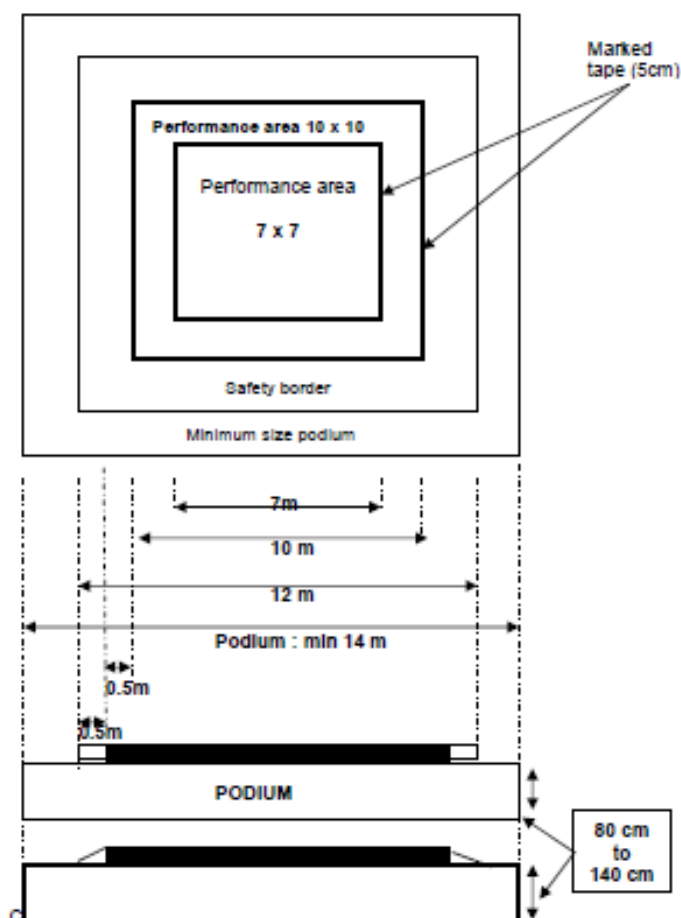 Marked
tape (5cm)
Performance area 10 x 10
Performance area
7 x 7
Safety border
Minimum size podium
7m
10 m
12 m
Podium : min 14 m
0.5m
0.5m
PODIUM
80 cm
to
140 cm